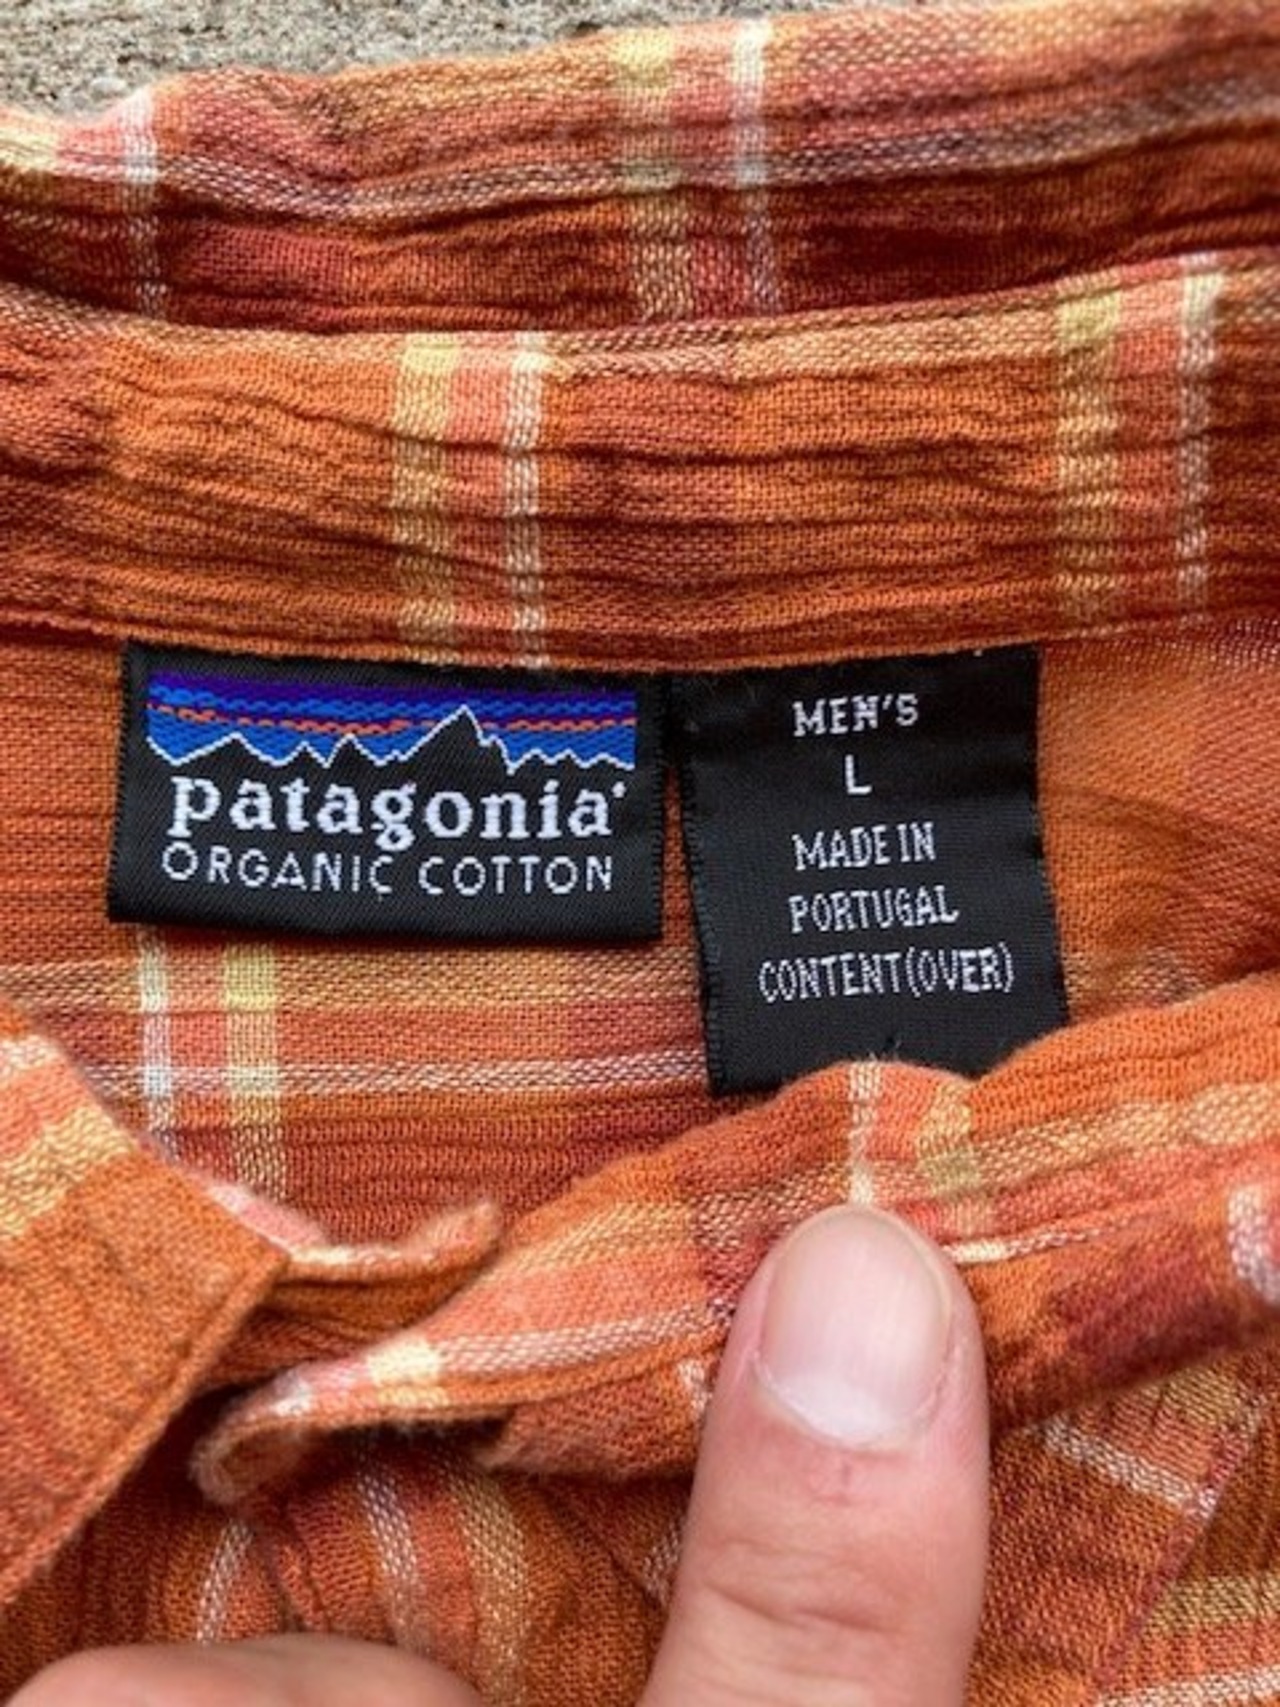 patagonia
ORGANIC COTTON
MEN'S
L
MADE IN
PORTUGAL
CONTENT(OVER)